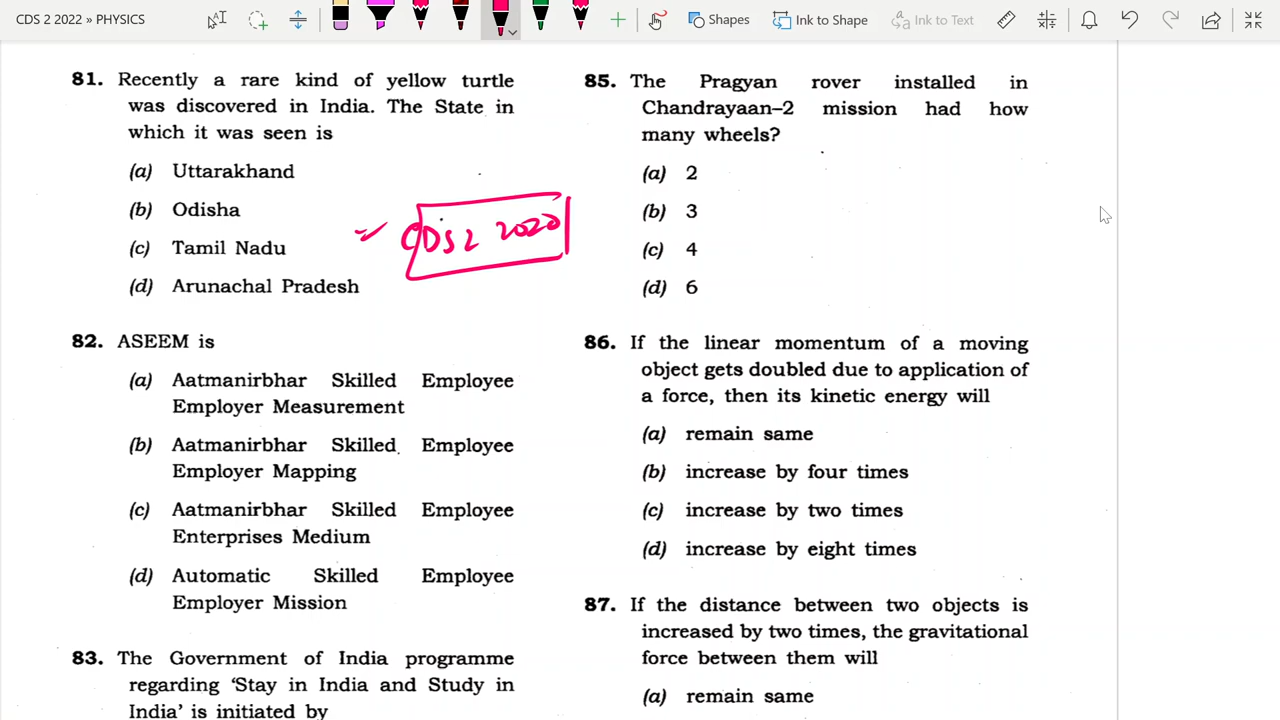 CDS 2 2022 » PHYSICS
Shapes
Ink to Shape
Ink to Text
81. Recently a rare kind of yellow turtle
was discovered in India. The State in
which it was seen is
(a) Uttarakhand
(b) Odisha
(c) Tamil Nadu
(d) Arunachal Pradesh
CDS 2 2020
82. ASEEM is
(a) Aatmanirbhar Skilled Employee
Employer Measurement
(b) Aatmanirbhar Skilled Employee
Employer Mapping
(c) Aatmanirbhar Skilled Employee
Enterprises Medium
(d) Automatic Skilled Employee
Employer Mission
83. The Government of India programme
regarding ‘Stay in India and Study in
India’ is initiated by
85. The Pragyan rover installed in
Chandrayaan–2 mission had how
many wheels?
(a) 2
(b) 3
(c) 4
(d) 6
86. If the linear momentum of a moving
object gets doubled due to application of
a force, then its kinetic energy will
(a) remain same
(b) increase by four times
(c) increase by two times
(d) increase by eight times
87. If the distance between two objects is
increased by two times, the gravitational
force between them will
(a) remain same